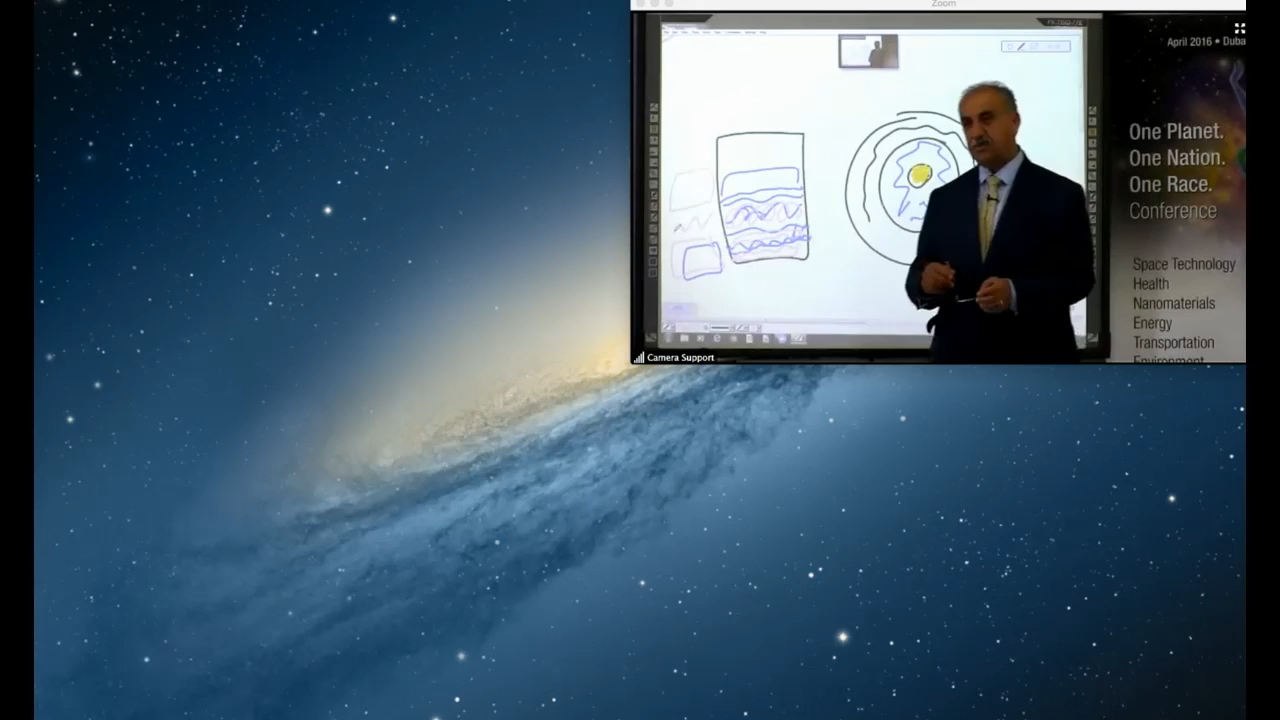 Zoom
April 2016 • Duba
One Planet.
One Nation.
One Race.
Conference
Space Technology
Health
Nanomaterials
Energy
Transportation
Environment
Camera Support